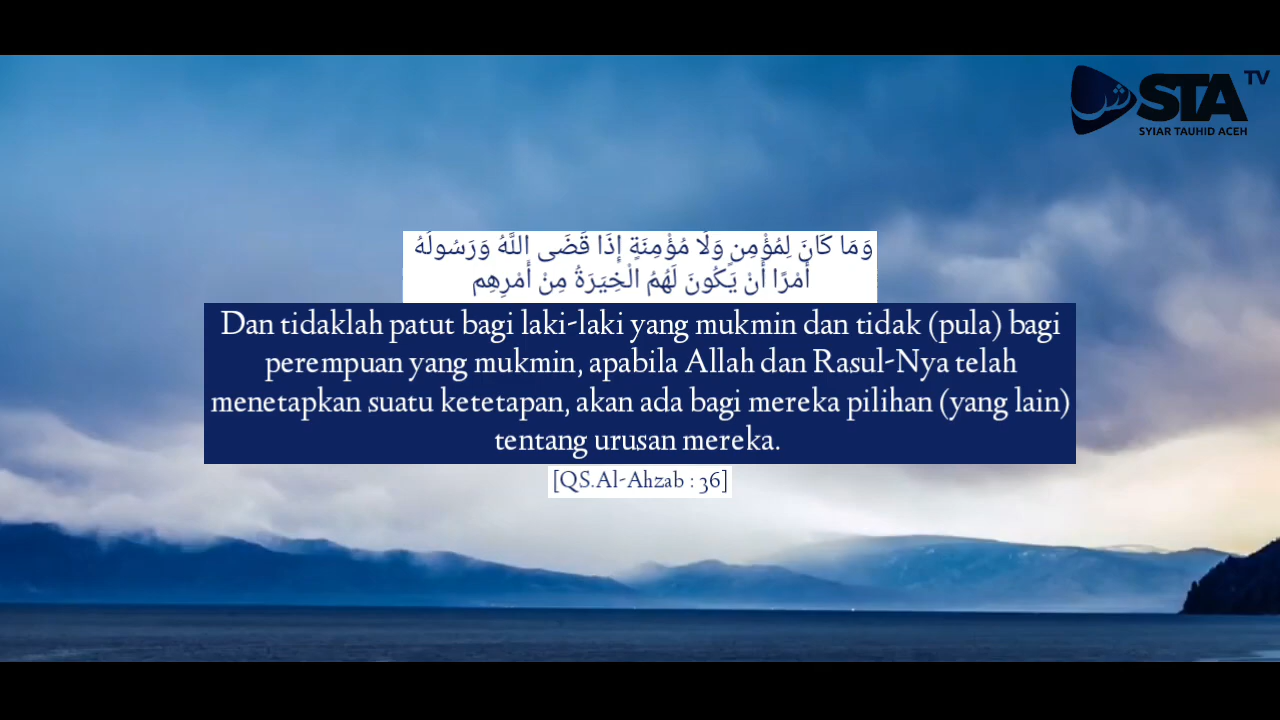 STA TV
SYIAR TAUHID ACEH
وَمَا كَانَ لِمُؤْمِنٍ وَلَا مُؤْمِنَةٍ إِذَا قَضَى اللَّهُ وَرَسُولُهُ
أَمْرًا أَنْ يَكُونَ لَهُمُ الْخِيَرَةُ مِنْ أَمْرِهِم
Dan tidaklah patut bagi laki-laki yang mukmin dan tidak (pula) bagi
perempuan yang mukmin, apabila Allah dan Rasul-Nya telah
menetapkan suatu ketetapan, akan ada bagi mereka pilihan (yang lain)
tentang urusan mereka.
[QS.Al-Ahzab : 36]